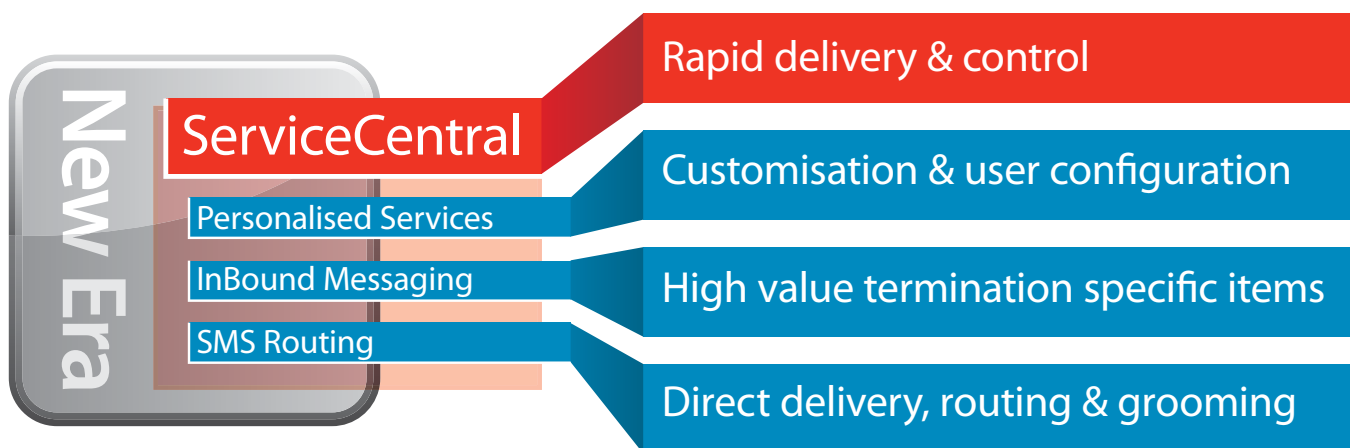 New Era
ServiceCentral
Rapid delivery & control
Personalised Services
Customisation & user configuration
InBound Messaging
High value termination specific items
SMS Routing
Direct delivery, routing & grooming